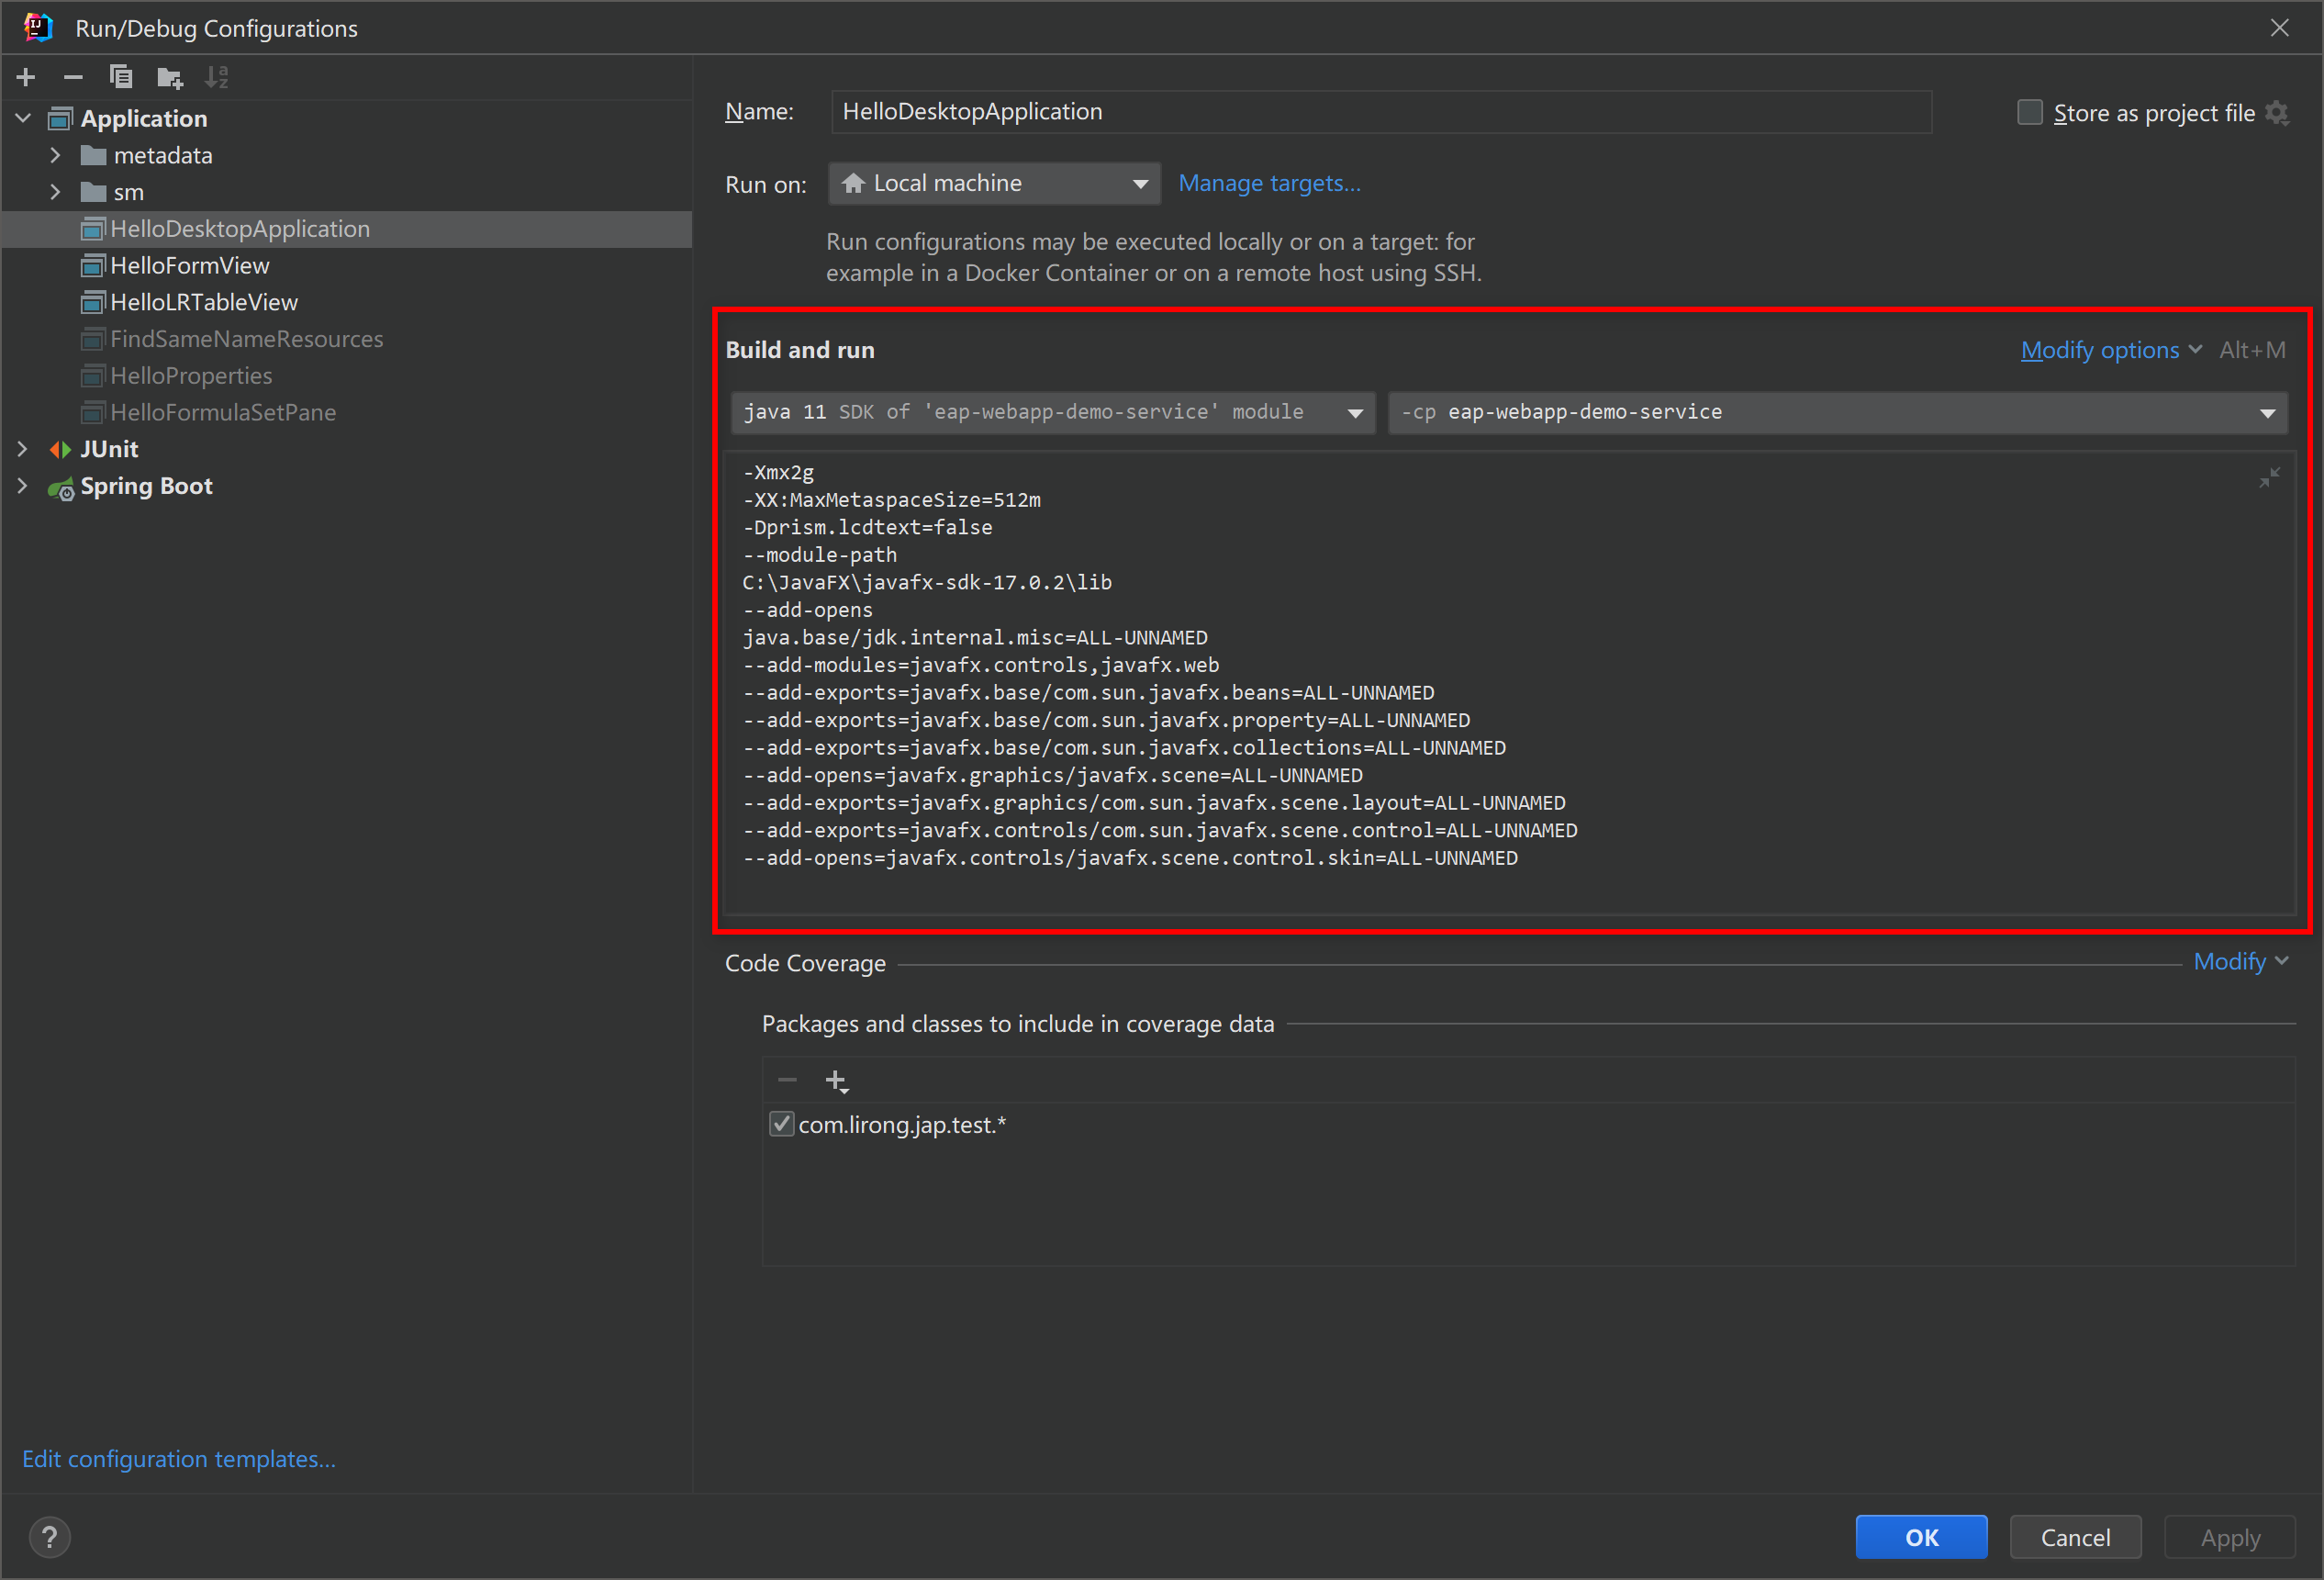 Run/Debug Configurations
Application
metadata
sm
HelloDesktopApplication
HelloFormView
HelloLRTableView
FindSameNameResources
HelloProperties
HelloFormulaSetPane
JUnit
Spring Boot
Edit configuration templates...
Name: HelloDesktopApplication
Store as project file
Run on: Local machine Manage targets...
Run configurations may be executed locally or on a target: for
example in a Docker Container or on a remote host using SSH.
Build and run
Modify options Alt+M
java 11 SDK of 'eap-webapp-demo-service' module
-cp eap-webapp-demo-service
-Xmx2g
-XX:MaxMetaspaceSize=512m
-Dprism.lcdtext=false
--module-path
C:\JavaFX\javafx-sdk-17.0.2\lib
--add-opens
java.base/jdk.internal.misc=ALL-UNNAMED
--add-modules=javafx.controls,javafx.web
--add-exports=javafx.base/com.sun.javafx.beans=ALL-UNNAMED
--add-exports=javafx.base/com.sun.javafx.property=ALL-UNNAMED
--add-exports=javafx.base/com.sun.javafx.collections=ALL-UNNAMED
--add-opens=javafx.graphics/javafx.scene=ALL-UNNAMED
--add-exports=javafx.graphics/com.sun.javafx.scene.layout=ALL-UNNAMED
--add-exports=javafx.controls/com.sun.javafx.scene.control=ALL-UNNAMED
--add-opens=javafx.controls/javafx.scene.control.skin=ALL-UNNAMED
Code Coverage
Modify
Packages and classes to include in coverage data
com.lirong.jap.test.*
?
OK
Cancel
Apply